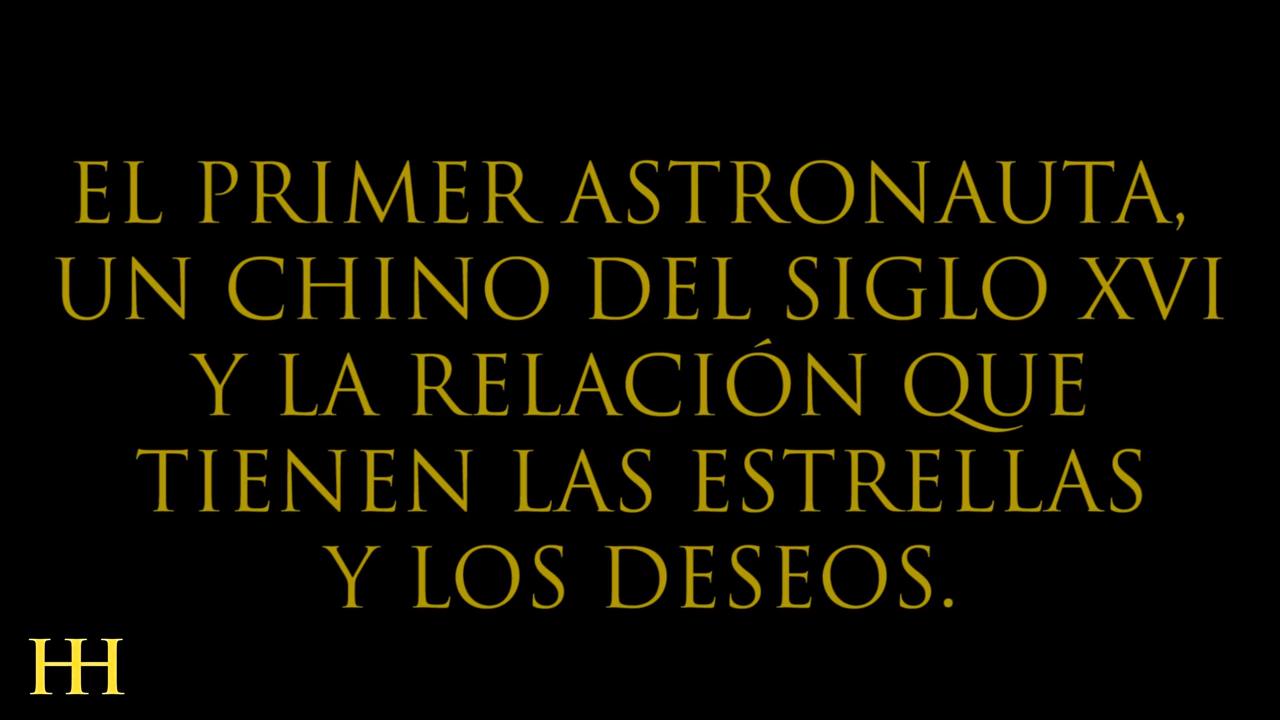 EL PRIMER ASTRONAUTA,
UN CHINO DEL SIGLO XVI
Y LA RELACIÓN QUE
TIENEN LAS ESTRELLAS
Y LOS DESEOS.
HH